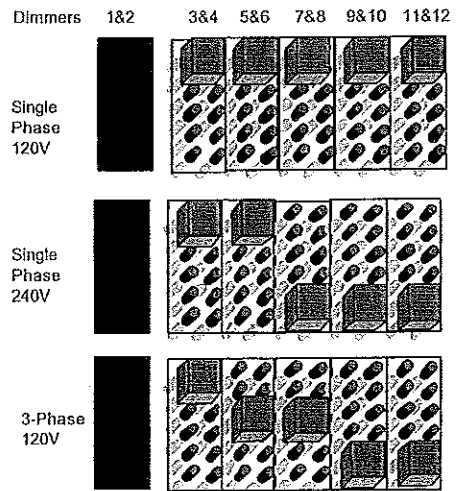 Dimmers 1&2 3&4 5&6 7&8 9&10 11&12
Single
Phase
120V
Single
Phase
240V
3-Phase
120V